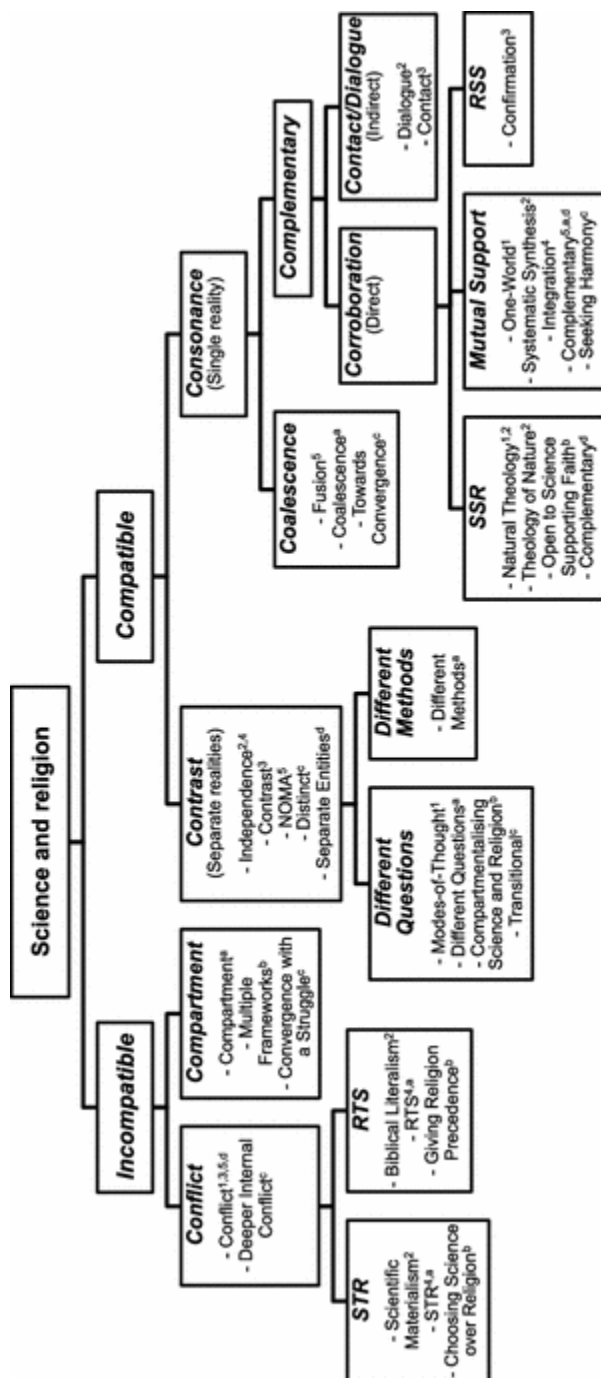 Science and religion
Incompatible
Compatible
Conflict
- Conflict¹,³,⁵,ᵈ
- Deeper Internal
Conflictᶜ
Compartment
- Compartmentᵃ
- Multiple
Frameworksᵇ
- Convergence with
a Struggleᶜ
Contrast
(Separate realities)
- Independence²,⁴
- Contrast³
- NOMA⁵
- Distinctᶜ
- Separate Entitiesᵈ
Consonance
(Single reality)
STR
- Scientific
Materialism²
- STR⁴,ᵃ
- Choosing Science
over Religionᵇ
RTS
- Biblical Literalism²
- RTS⁴,ᵃ
- Giving Religion
Precedenceᵇ
Different
Questions
- Modes-of-Thought¹
- Different Questionsᵃ
- Compartmentalising
Science and Religionᵇ
- Transitionalᶜ
Different
Methods
- Different
Methodsᵃ
Coalescence
- Fusion⁵
- Coalescenceᵃ
- Towards
Convergenceᶜ
Complementary
Corroboration
(Direct)
Contact/Dialogue
(Indirect)
- Dialogue²
- Contact³
SSR
- Natural Theology¹,²
- Theology of Nature²
- Open to Science
Supporting Faithᵇ
- Complementaryᵈ
Mutual Support
- One-World¹
- Systematic Synthesis²
- Integration⁴
- Complementary⁵,ᵃ,ᵈ
- Seeking Harmonyᶜ
RSS
- Confirmation³